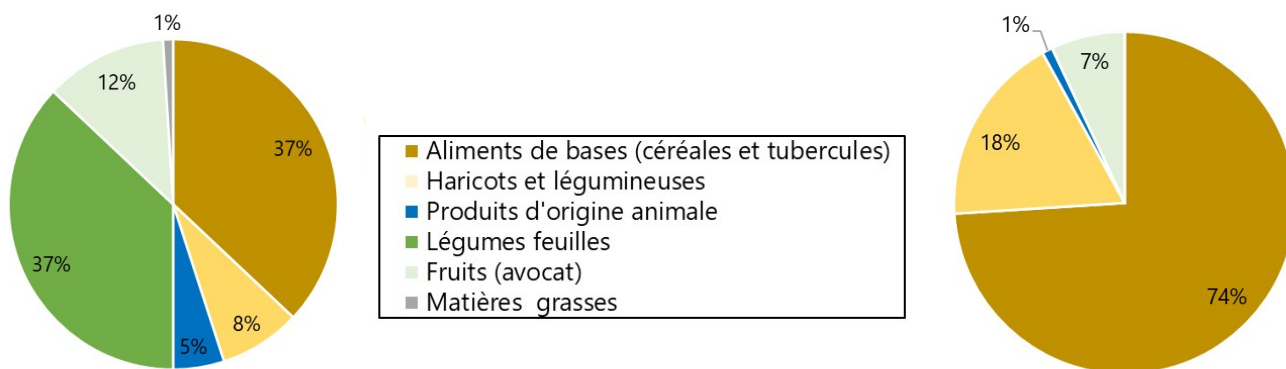 1%
12%
37%
37%
8%
5%
Aliments de bases (céréales et tubercules)
Haricots et légumineuses
Produits d'origine animale
Légumes feuilles
Fruits (avocat)
Matières  grasses
1%
7%
18%
74%